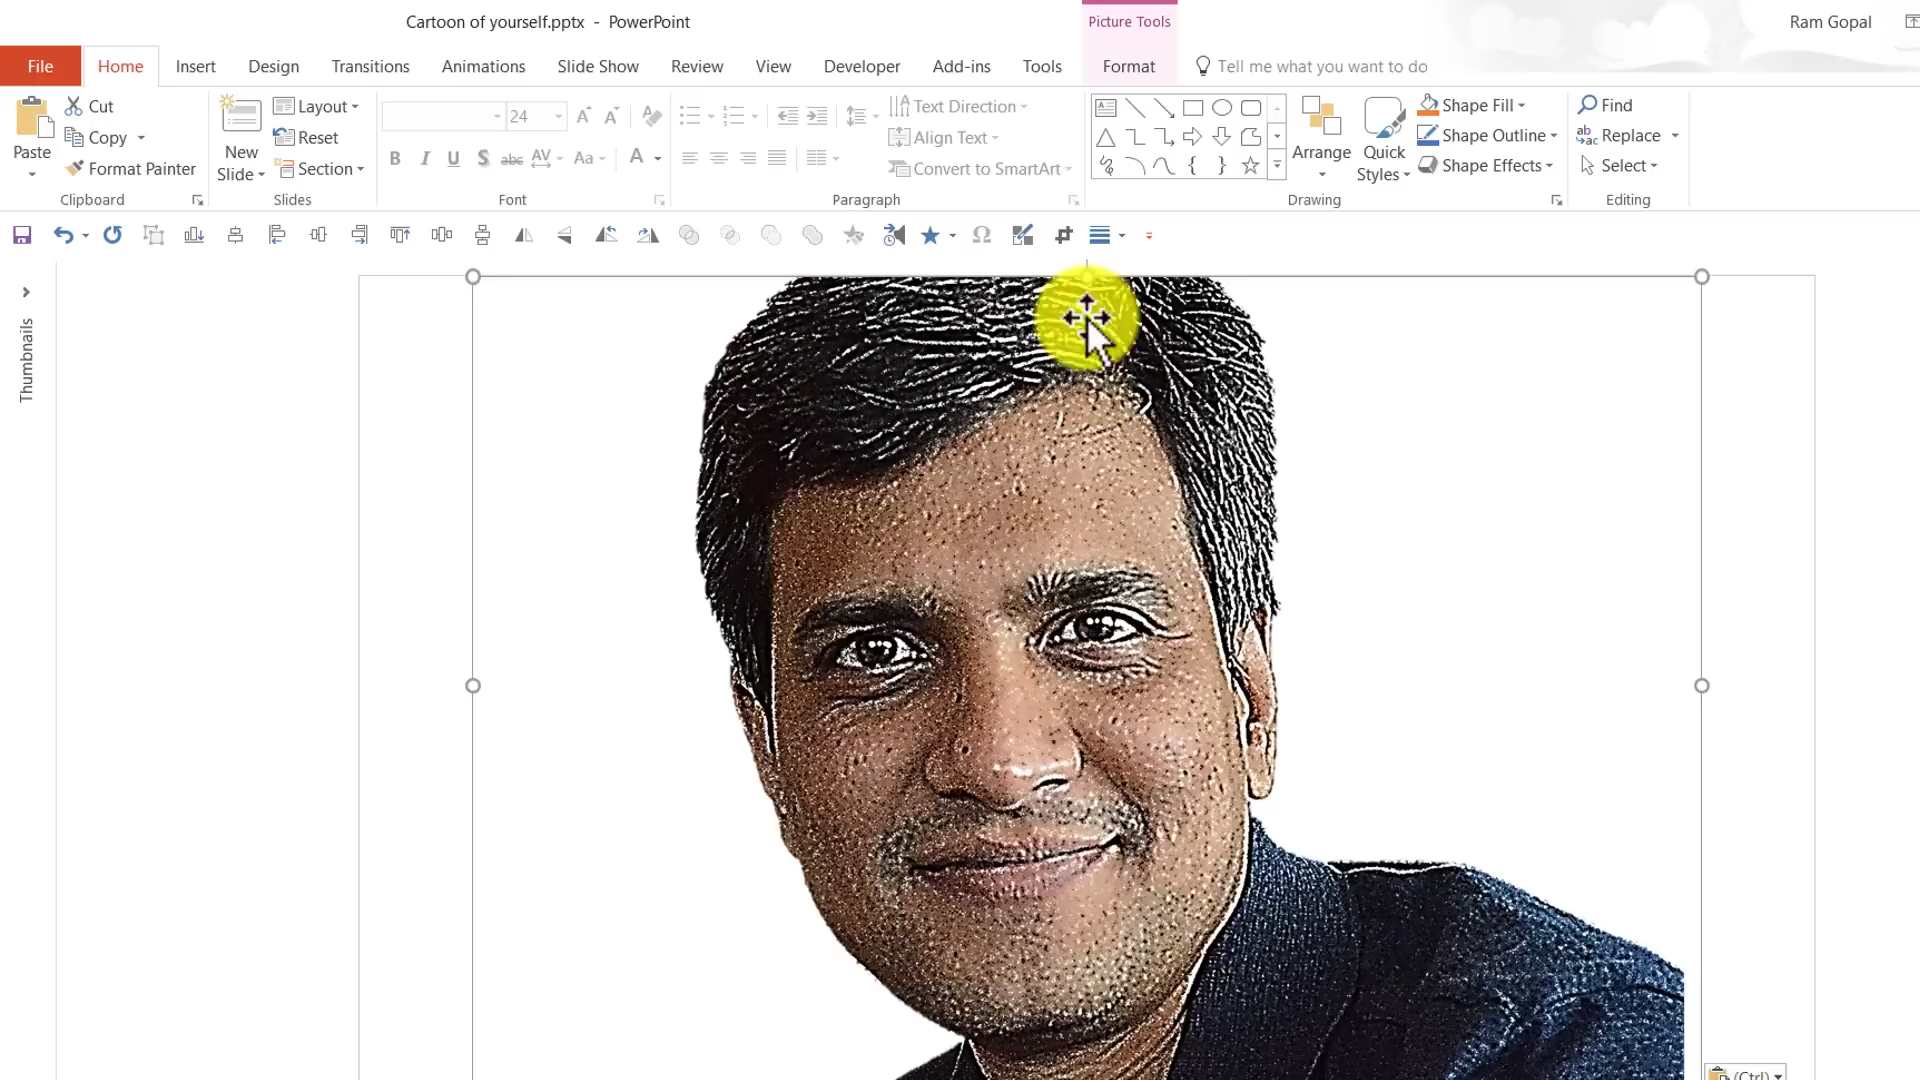 Cartoon of yourself.pptx - PowerPoint
Picture Tools
Ram Gopal
File Home Insert Design Transitions Animations Slide Show Review View Developer Add-ins Tools Format Tell me what you want to do
Paste
Cut
Copy
Format Painter
Clipboard
New
Slide
Layout
Reset
Section
Slides
24
B I U S abc AV Aa A
Font
Text Direction
Align Text
Convert to SmartArt
Paragraph
Arrange
Quick
Styles
Shape Fill
Shape Outline
Shape Effects
Drawing
Find
Replace
Select
Editing
Thumbnails
(Ctrl)